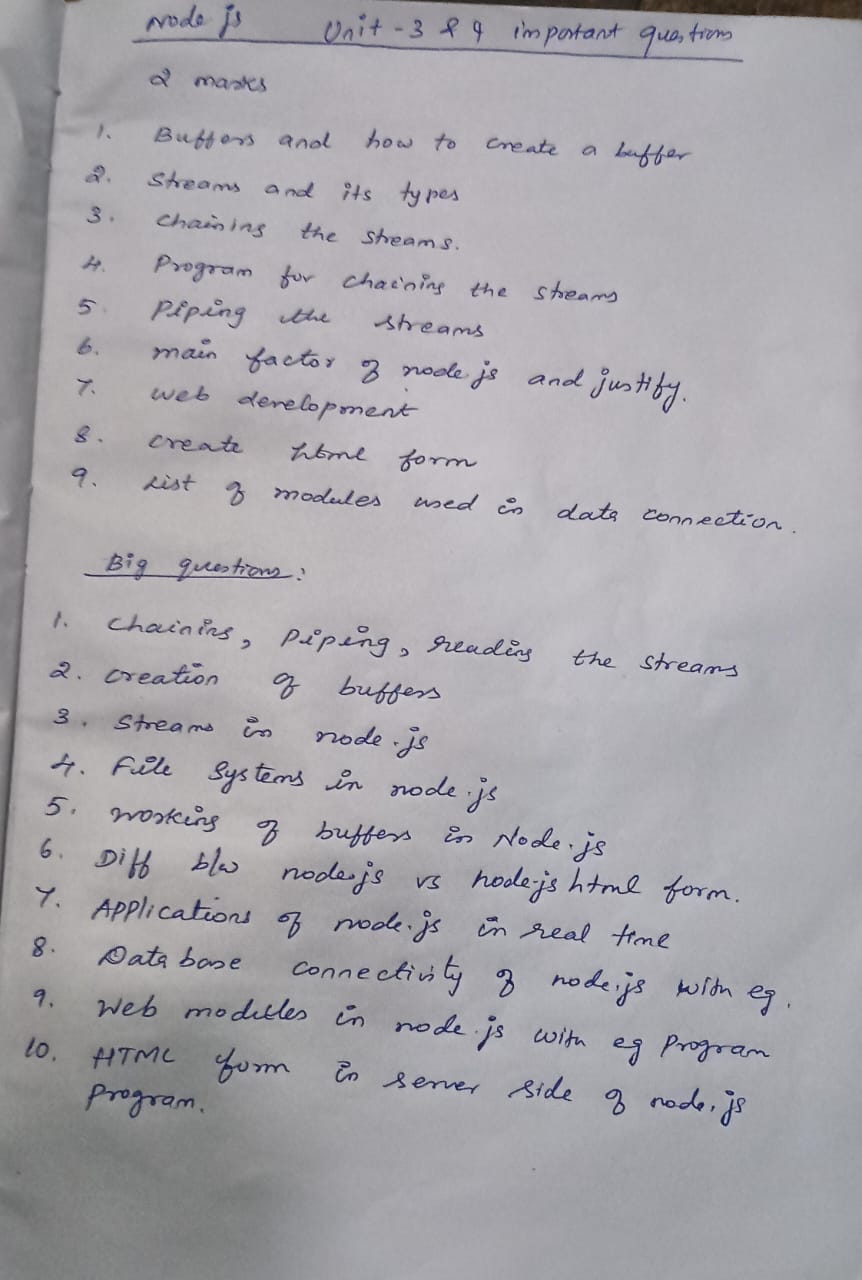 Node js Unit - 3 & 4 important questions
2 marks
1. Buffers and how to create a buffer
2. Streams and its types
3. chaining the streams.
4. Program for chaining the streams
5. Piping the streams
6. main factor of node.js and justify.
7. web development
8. create html form
9. List of modules used in data connection.
Big questions:
1. Chaining, piping, reading the streams
2. creation of buffers
3. Streams in node.js
4. File Systems in node.js
5. working of buffers in Node.js
6. Diff b/w node.js vs node.js html form.
7. Applications of node.js in real time
8. Data base connectivity of node.js with eg.
9. Web modules in node.js with eg program
10. HTML form in server side of node.js
Program.